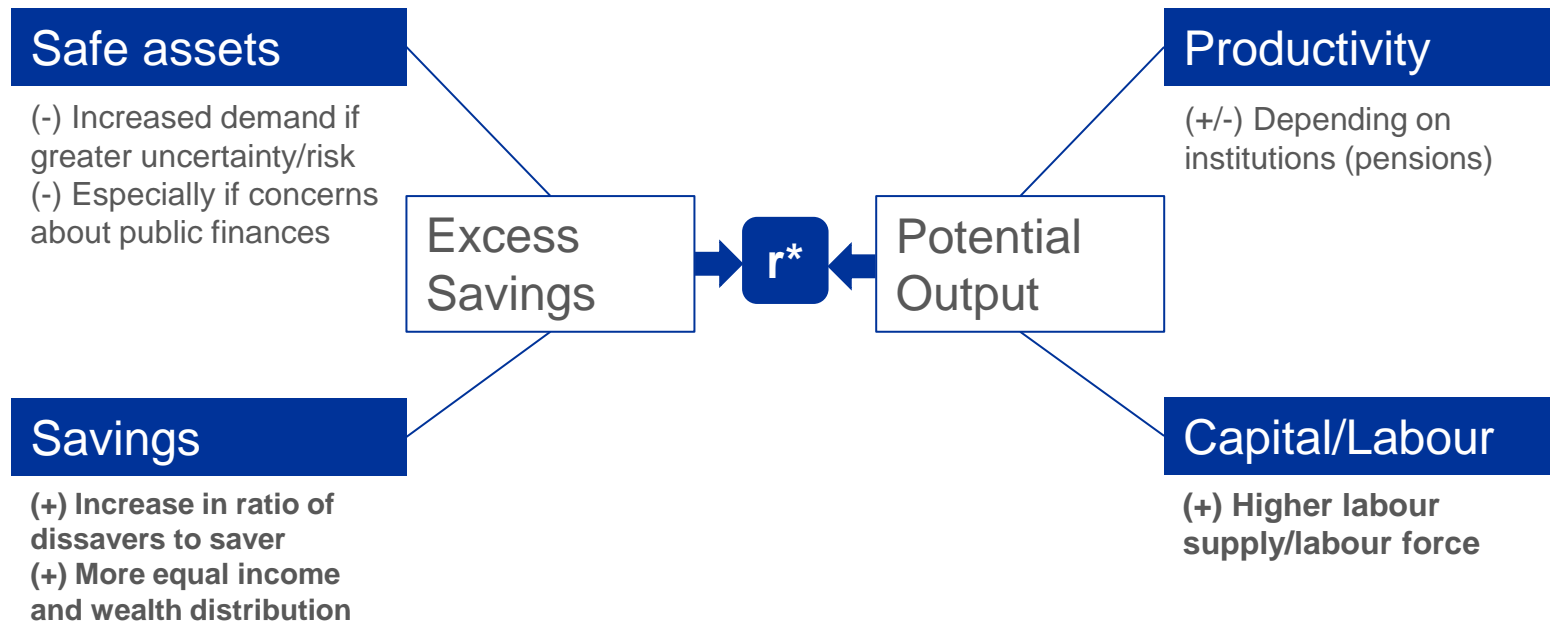 Safe assets
(-) Increased demand if
greater uncertainty/risk
(-) Especially if concerns
about public finances
Productivity
(+/-) Depending on
institutions (pensions)
Excess
Savings
r*
Potential
Output
Savings
(+) Increase in ratio of
dissavers to saver
(+) More equal income
and wealth distribution
Capital/Labour
(+) Higher labour
supply/labour force